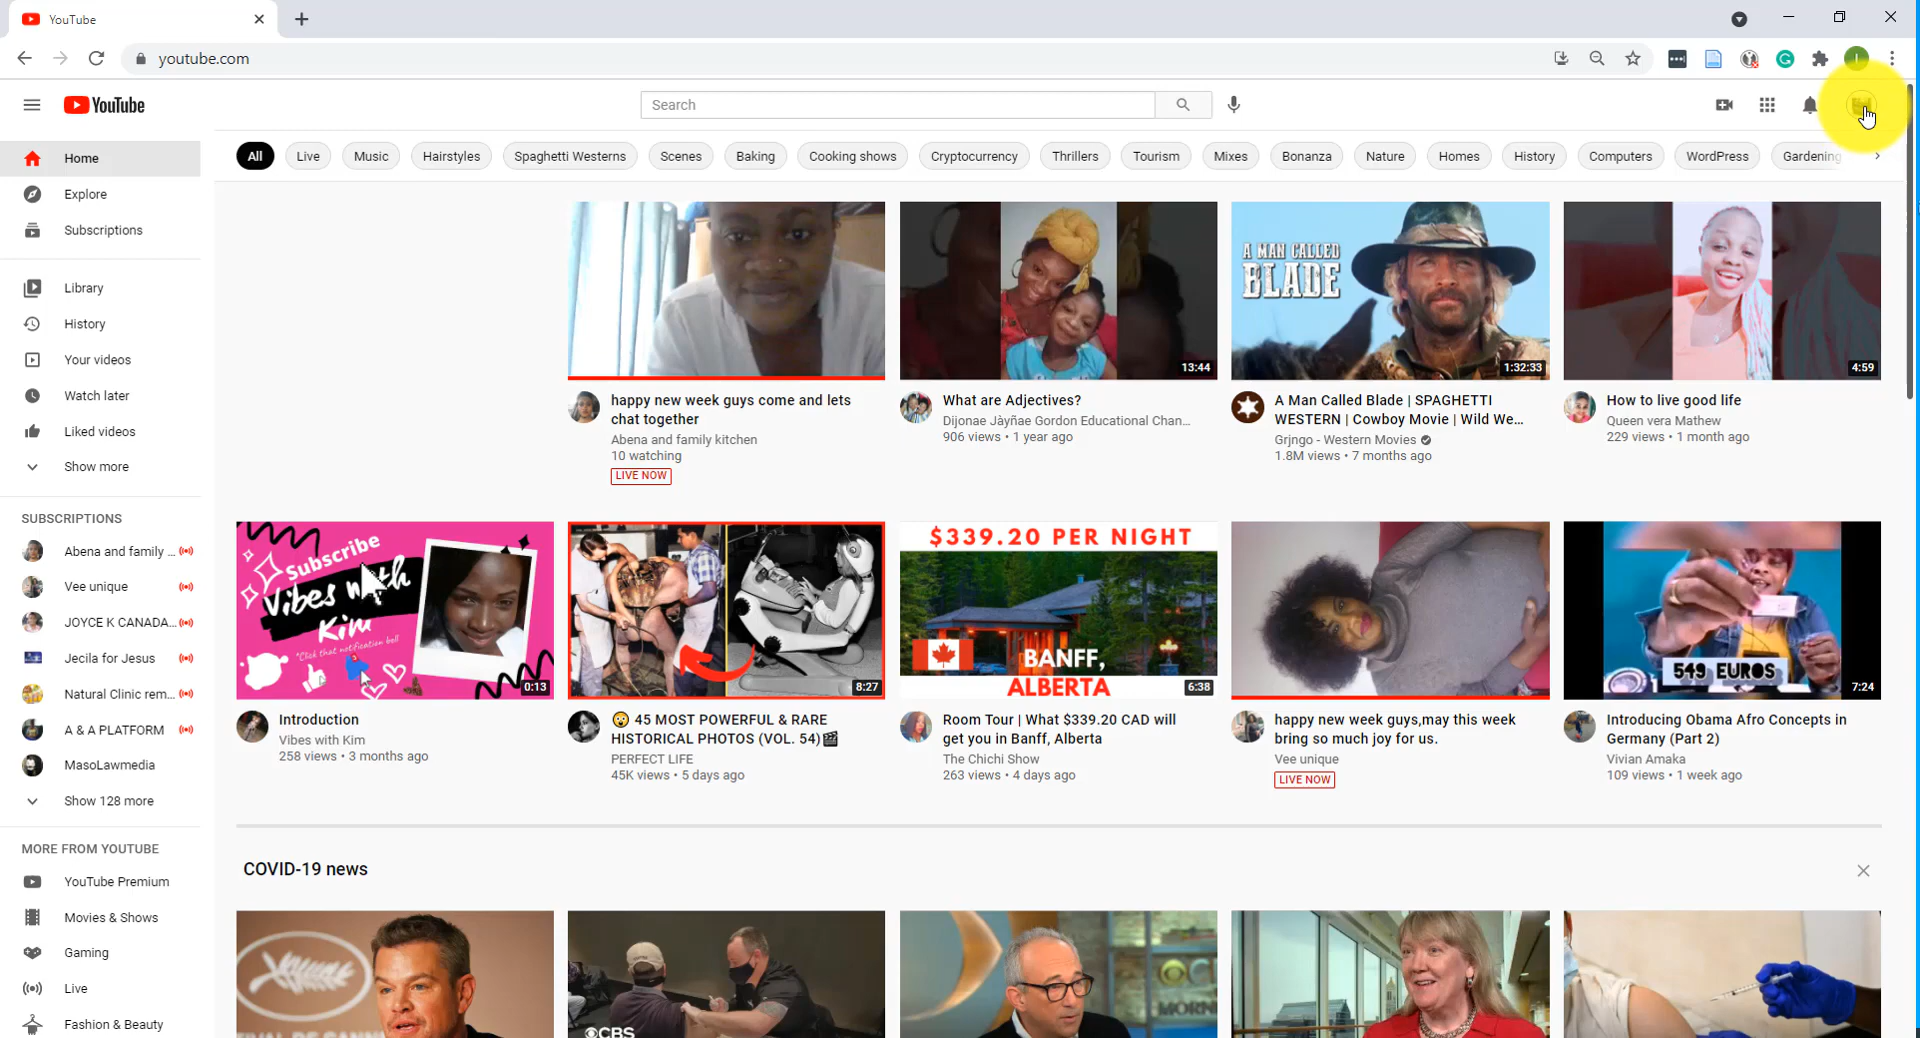 YouTube
youtube.com
YouTube
Search
Home
Explore
Subscriptions
Library
History
Your videos
Watch later
Liked videos
Show more
SUBSCRIPTIONS
Abena and family ...
Vee unique
JOYCE K CANADA...
Jecila for Jesus
Natural Clinic rem...
A & A PLATFORM
MasoLawmedia
Show 128 more
MORE FROM YOUTUBE
YouTube Premium
Movies & Shows
Gaming
Live
Fashion & Beauty
All Live Music Hairstyles Spaghetti Westerns Scenes Baking Cooking shows Cryptocurrency Thrillers Tourism Mixes Bonanza Nature Homes History Computers WordPress Gardening
happy new week guys come and lets
chat together
Abena and family kitchen
10 watching
LIVE NOW
13:44
What are Adjectives?
Dijonae Jàyñae Gordon Educational Chan...
906 views • 1 year ago
A MAN CALLED
BLADE
1:32:33
A Man Called Blade | SPAGHETTI
WESTERN | Cowboy Movie | Wild We...
Grjngo - Western Movies
1.8M views • 7 months ago
4:59
How to live good life
Queen vera Mathew
229 views • 1 month ago
Subscribe
Vibes with
Kim
*Click that notification bell
0:13
Introduction
Vibes with Kim
258 views • 3 months ago
8:27
😲 45 MOST POWERFUL & RARE
HISTORICAL PHOTOS (VOL. 54)🎬
PERFECT LIFE
45K views • 5 days ago
$339.20 PER NIGHT
BANFF,
ALBERTA
6:38
Room Tour | What $339.20 CAD will
get you in Banff, Alberta
The Chichi Show
263 views • 4 days ago
happy new week guys,may this week
bring so much joy for us.
Vee unique
LIVE NOW
549 EUROS
7:24
Introducing Obama Afro Concepts in
Germany (Part 2)
Vivian Amaka
109 views • 1 week ago
COVID-19 news
CBS